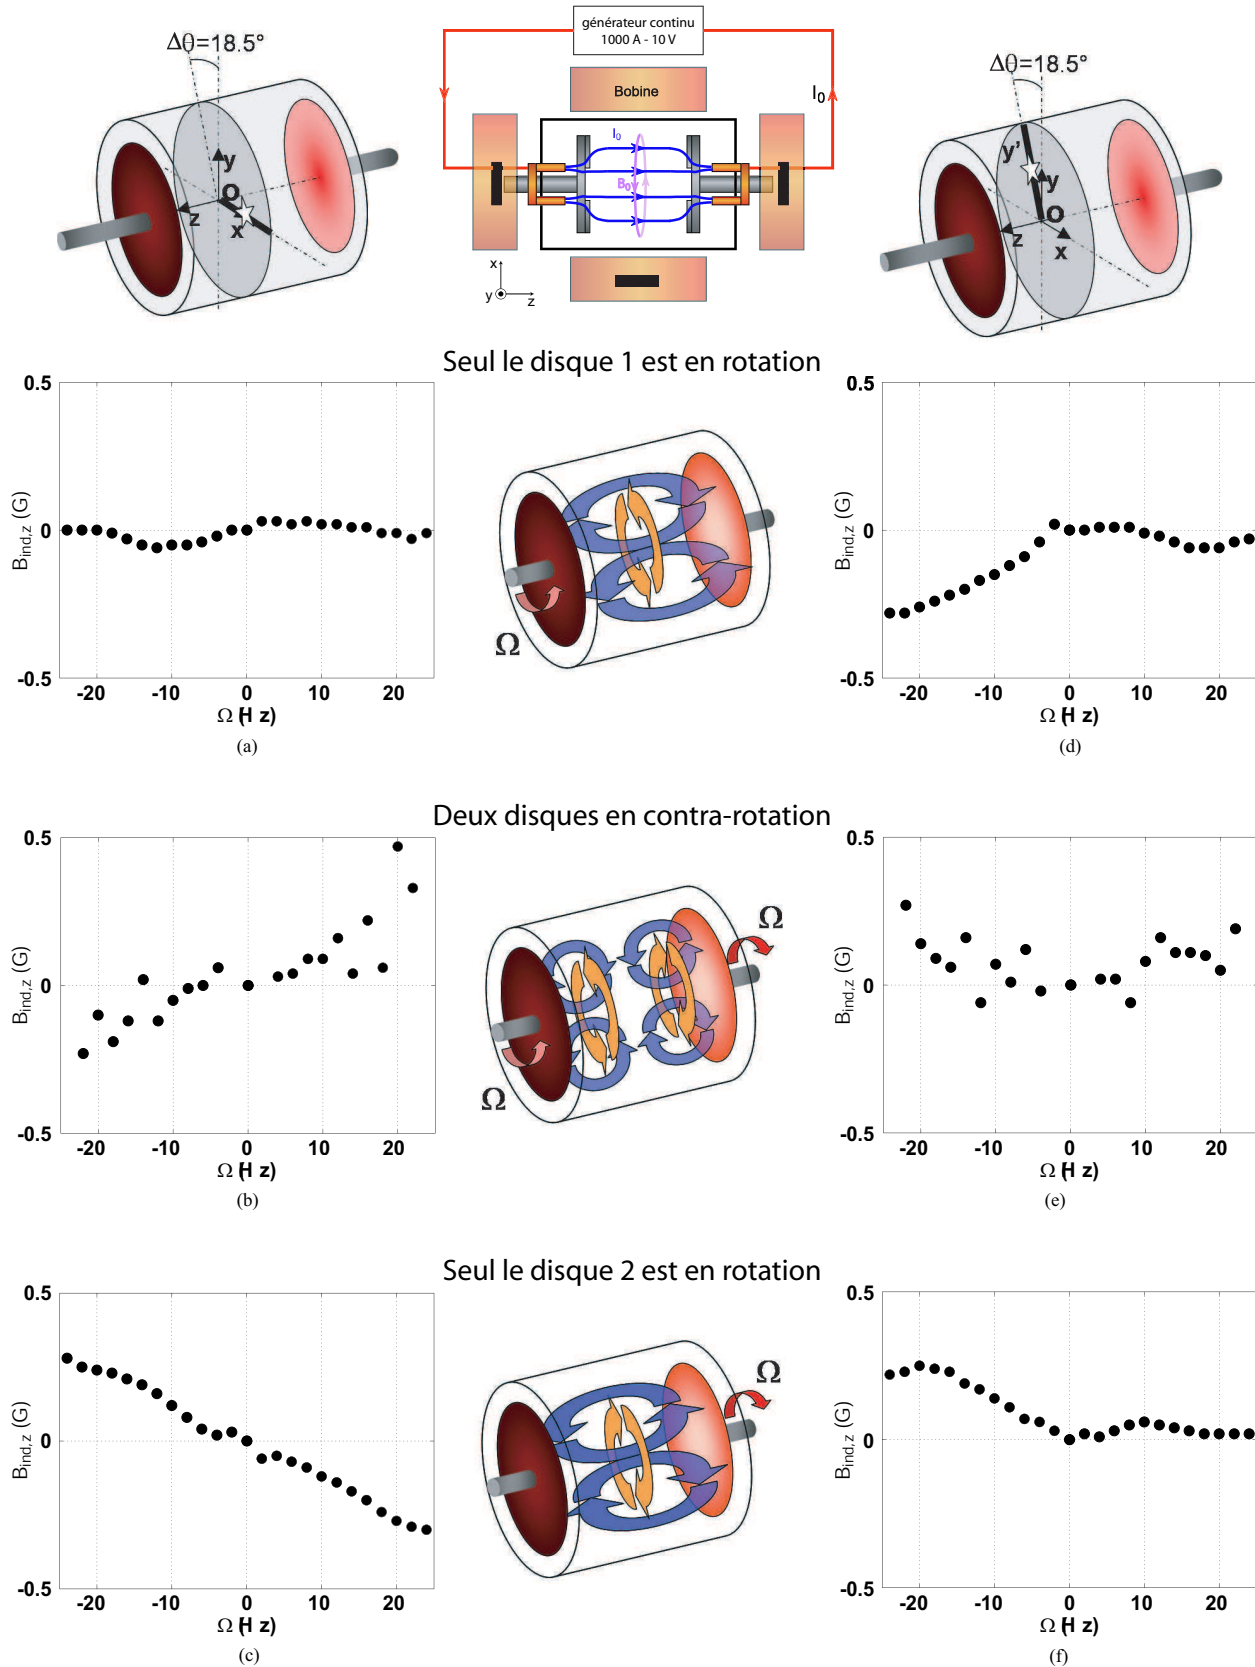 Δθ=18.5°
y
O
z
x
générateur continu
1000 A - 10 V
Bobine
I0
I0
B0
x
y
z
Δθ=18.5°
y'
y
O
z
x
Seul le disque 1 est en rotation
0.5
0
-0.5
Bind,z (G)
-20 -10 0 10 20
Ω (Hz)
(a)
Ω
0.5
0
-0.5
Bind,z (G)
-20 -10 0 10 20
Ω (Hz)
(d)
Deux disques en contra-rotation
0.5
0
-0.5
Bind,z (G)
-20 -10 0 10 20
Ω (Hz)
(b)
Ω
Ω
0.5
0
-0.5
Bind,z (G)
-20 -10 0 10 20
Ω (Hz)
(e)
Seul le disque 2 est en rotation
0.5
0
-0.5
Bind,z (G)
-20 -10 0 10 20
Ω (Hz)
(c)
Ω
0.5
0
-0.5
Bind,z (G)
-20 -10 0 10 20
Ω (Hz)
(f)